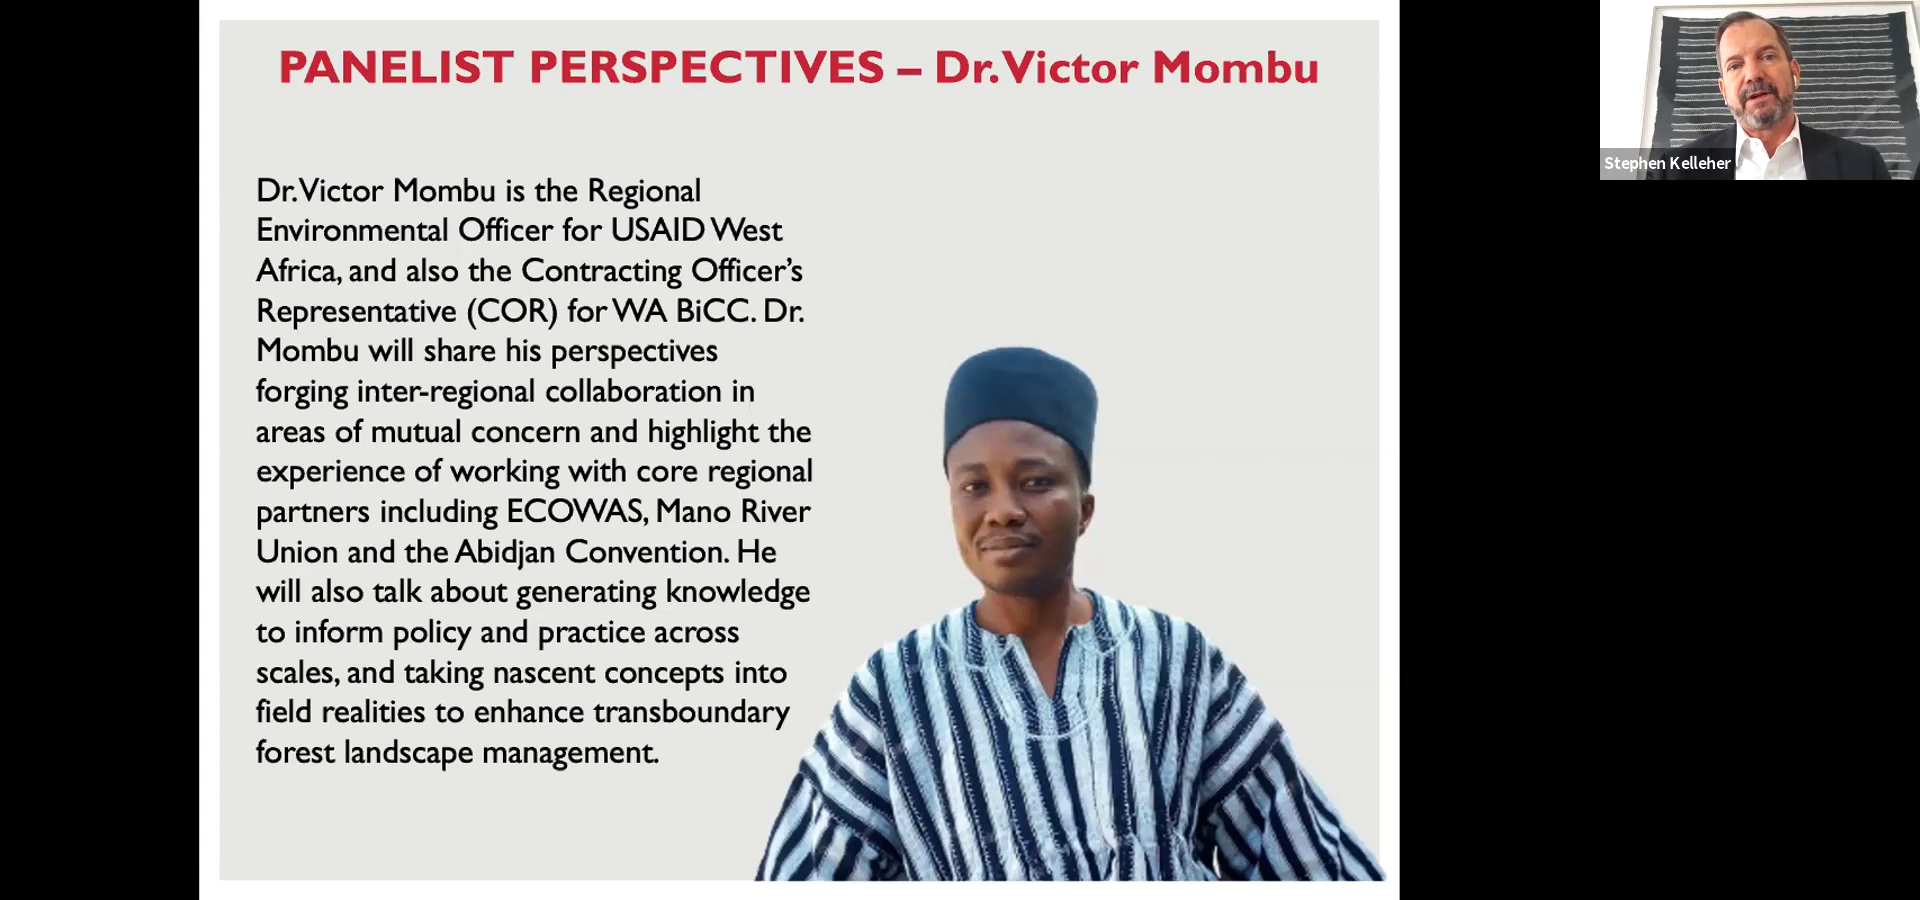 PANELIST PERSPECTIVES – Dr. Victor Mombu
Dr. Victor Mombu is the Regional
Environmental Officer for USAID West
Africa, and also the Contracting Officer’s
Representative (COR) for WA BiCC. Dr.
Mombu will share his perspectives
forging inter-regional collaboration in
areas of mutual concern and highlight the
experience of working with core regional
partners including ECOWAS, Mano River
Union and the Abidjan Convention. He
will also talk about generating knowledge
to inform policy and practice across
scales, and taking nascent concepts into
field realities to enhance transboundary
forest landscape management.
Stephen Kelleher